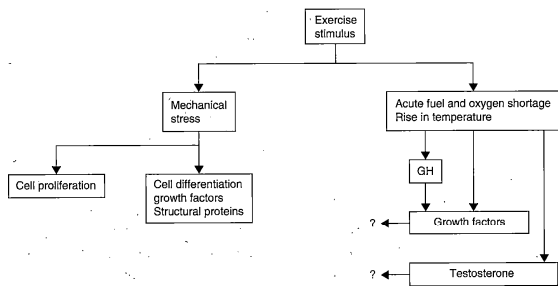 Exercise
stimulus
Mechanical
stress
Acute fuel and oxygen shortage
Rise in temperature
GH
Cell proliferation
Cell differentiation
growth factors
Structural proteins
? Growth factors
? Testosterone